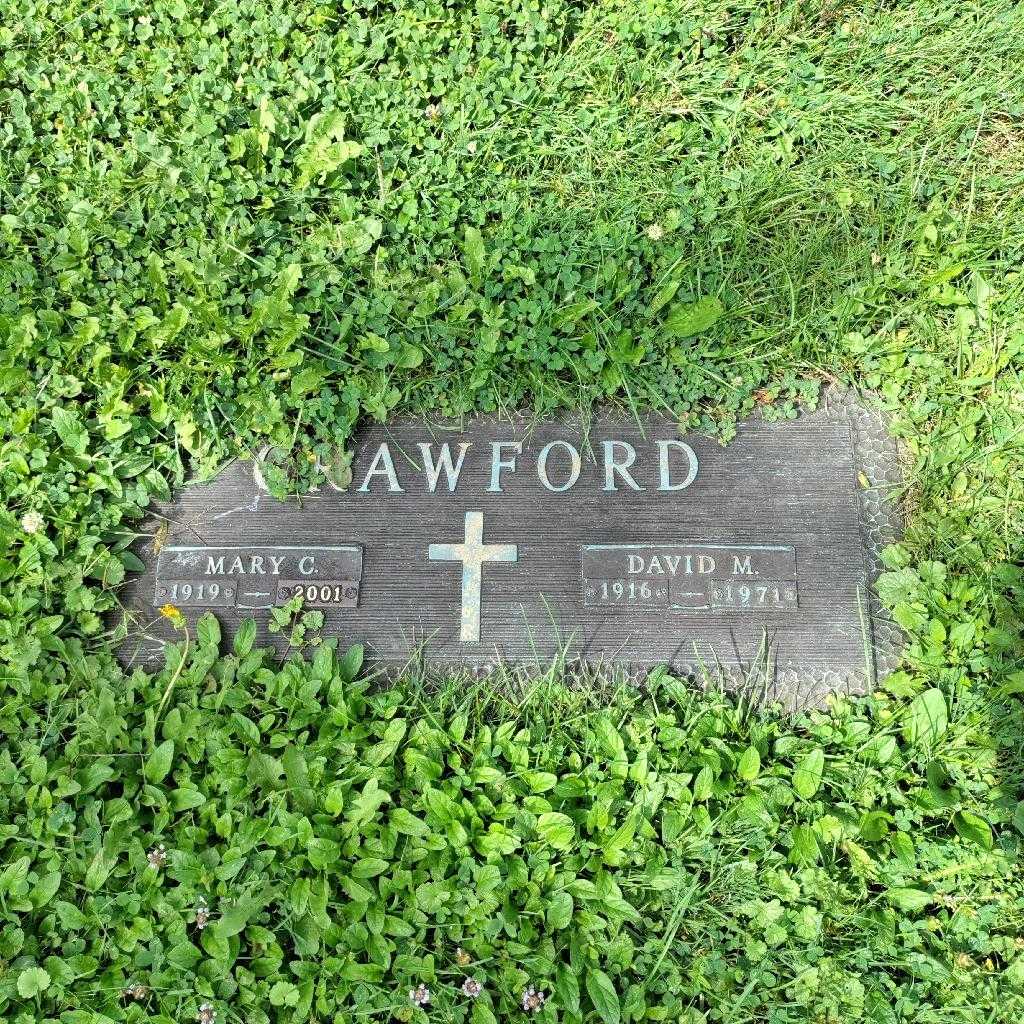 CRAWFORD
MARY C.
1919 — 2001
DAVID M.
1916 — 1971